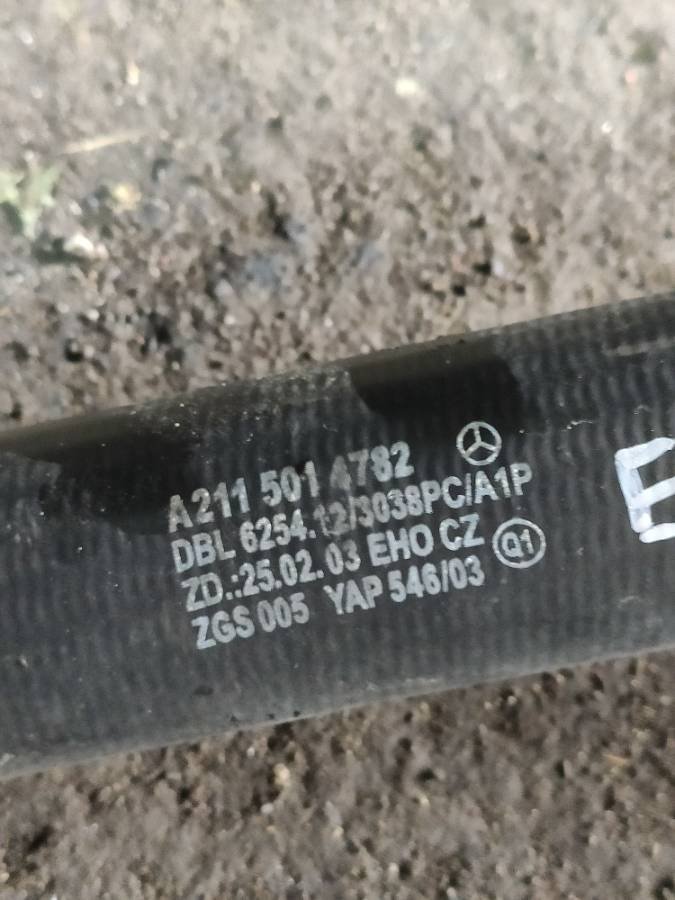 A211 501 4782
DBL 6254.12/3038PC/A1P
ZD.:25.02.03 EHO CZ Q1
ZGS 005 YAP 546/03
E